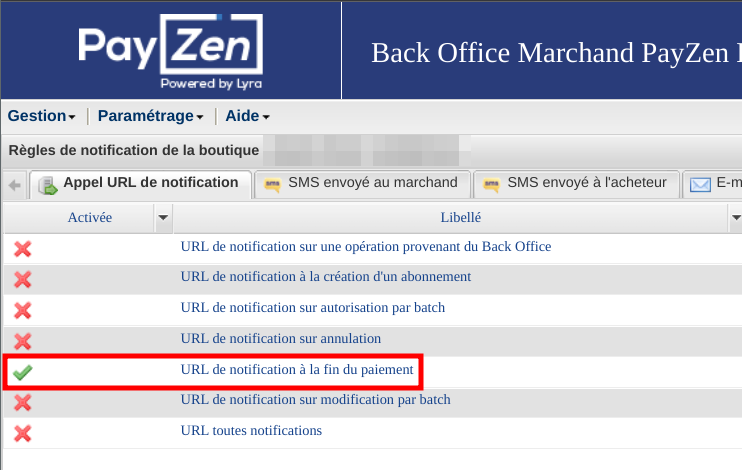 PayZen
Powered by Lyra
Back Office Marchand PayZen
Gestion
Paramétrage
Aide
Règles de notification de la boutique
Appel URL de notification
SMS envoyé au marchand
SMS envoyé à l'acheteur
E-m
Activée
Libellé
URL de notification sur une opération provenant du Back Office
URL de notification à la création d'un abonnement
URL de notification sur autorisation par batch
URL de notification sur annulation
URL de notification à la fin du paiement
URL de notification sur modification par batch
URL toutes notifications